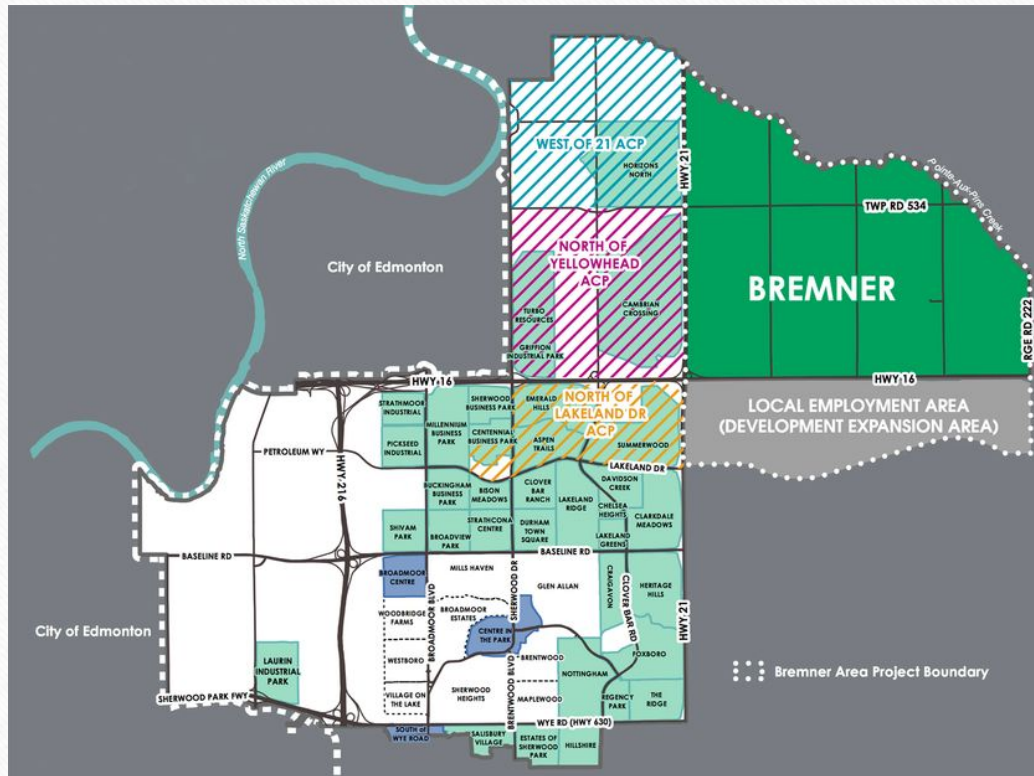 WEST OF 21 ACP
HORIZONS
NORTH
HWY 21
Pointe-Aux-Pins Creek
TWP RD 534
North Saskatchewan River
City of Edmonton
NORTH OF
YELLOWHEAD
ACP
BREMNER
TURBO
RESOURCES
CAMBRIAN
CROSSING
GRIFFION
INDUSTRIAL PARK
RGE RD 222
HWY 16
HWY 16
LOCAL EMPLOYMENT AREA
(DEVELOPMENT EXPANSION AREA)
NORTH OF
LAKELAND DR
ACP
STRATHMOOR
INDUSTRIAL
SHERWOOD
BUSINESS PARK
EMERALD
HILLS
MILLENNIUM
BUSINESS
PARK
CENTENNIAL
BUSINESS PARK
ASPEN
TRAILS
SUMMERWOOD
PICKSEED
INDUSTRIAL
PETROLEUM WY
HWY 216
LAKELAND DR
BUCKINGHAM
BUSINESS
PARK
BISON
MEADOWS
CLOVER
BAR
RANCH
LAKELAND
RIDGE
DAVIDSON
CREEK
CHELSEA
HEIGHTS
CLARKDALE
MEADOWS
SHIVAM
PARK
BROADVIEW
PARK
STRATHCONA
CENTRE
DURHAM
TOWN
SQUARE
LAKELAND
GREENS
BASELINE RD
BASELINE RD
BROADMOOR
CENTRE
MILLS HAVEN
SHERWOOD DR
GLEN ALLAN
CRAIGAVON
CLOVER BAR RD
HERITAGE
HILLS
HWY 21
City of Edmonton
WOODBRIDGE
FARMS
BROADMOOR BLVD
BROADMOOR
ESTATES
CENTRE IN
THE PARK
WESTBORO
BRENTWOOD
NOTTINGHAM
FOXBORO
LAURIN
INDUSTRIAL
PARK
VILLAGE ON
THE LAKE
SHERWOOD
HEIGHTS
BRENTWOOD BLVD
MAPLEWOOD
REGENCY
PARK
THE
RIDGE
SHERWOOD PARK FWY
WYE RD (HWY 630)
SOUTH of
WYE ROAD
SALISBURY
VILLAGE
ESTATES OF
SHERWOOD
PARK
HILLSHIRE
Bremner Area Project Boundary